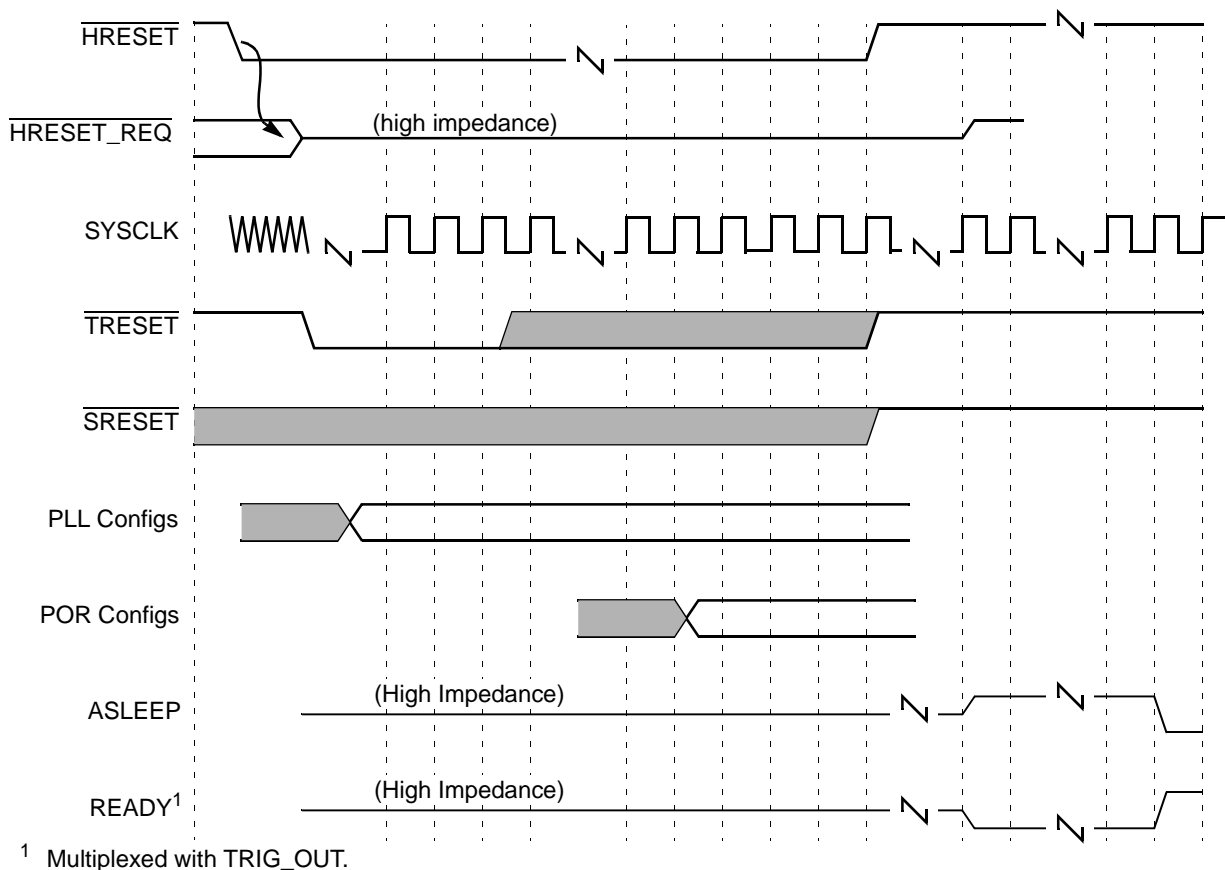 HRESET
HRESET_REQ
(high impedance)
SYSCLK
TRESET
SRESET
PLL Configs
POR Configs
ASLEEP
(High Impedance)
READY1
(High Impedance)
1 Multiplexed with TRIG_OUT.